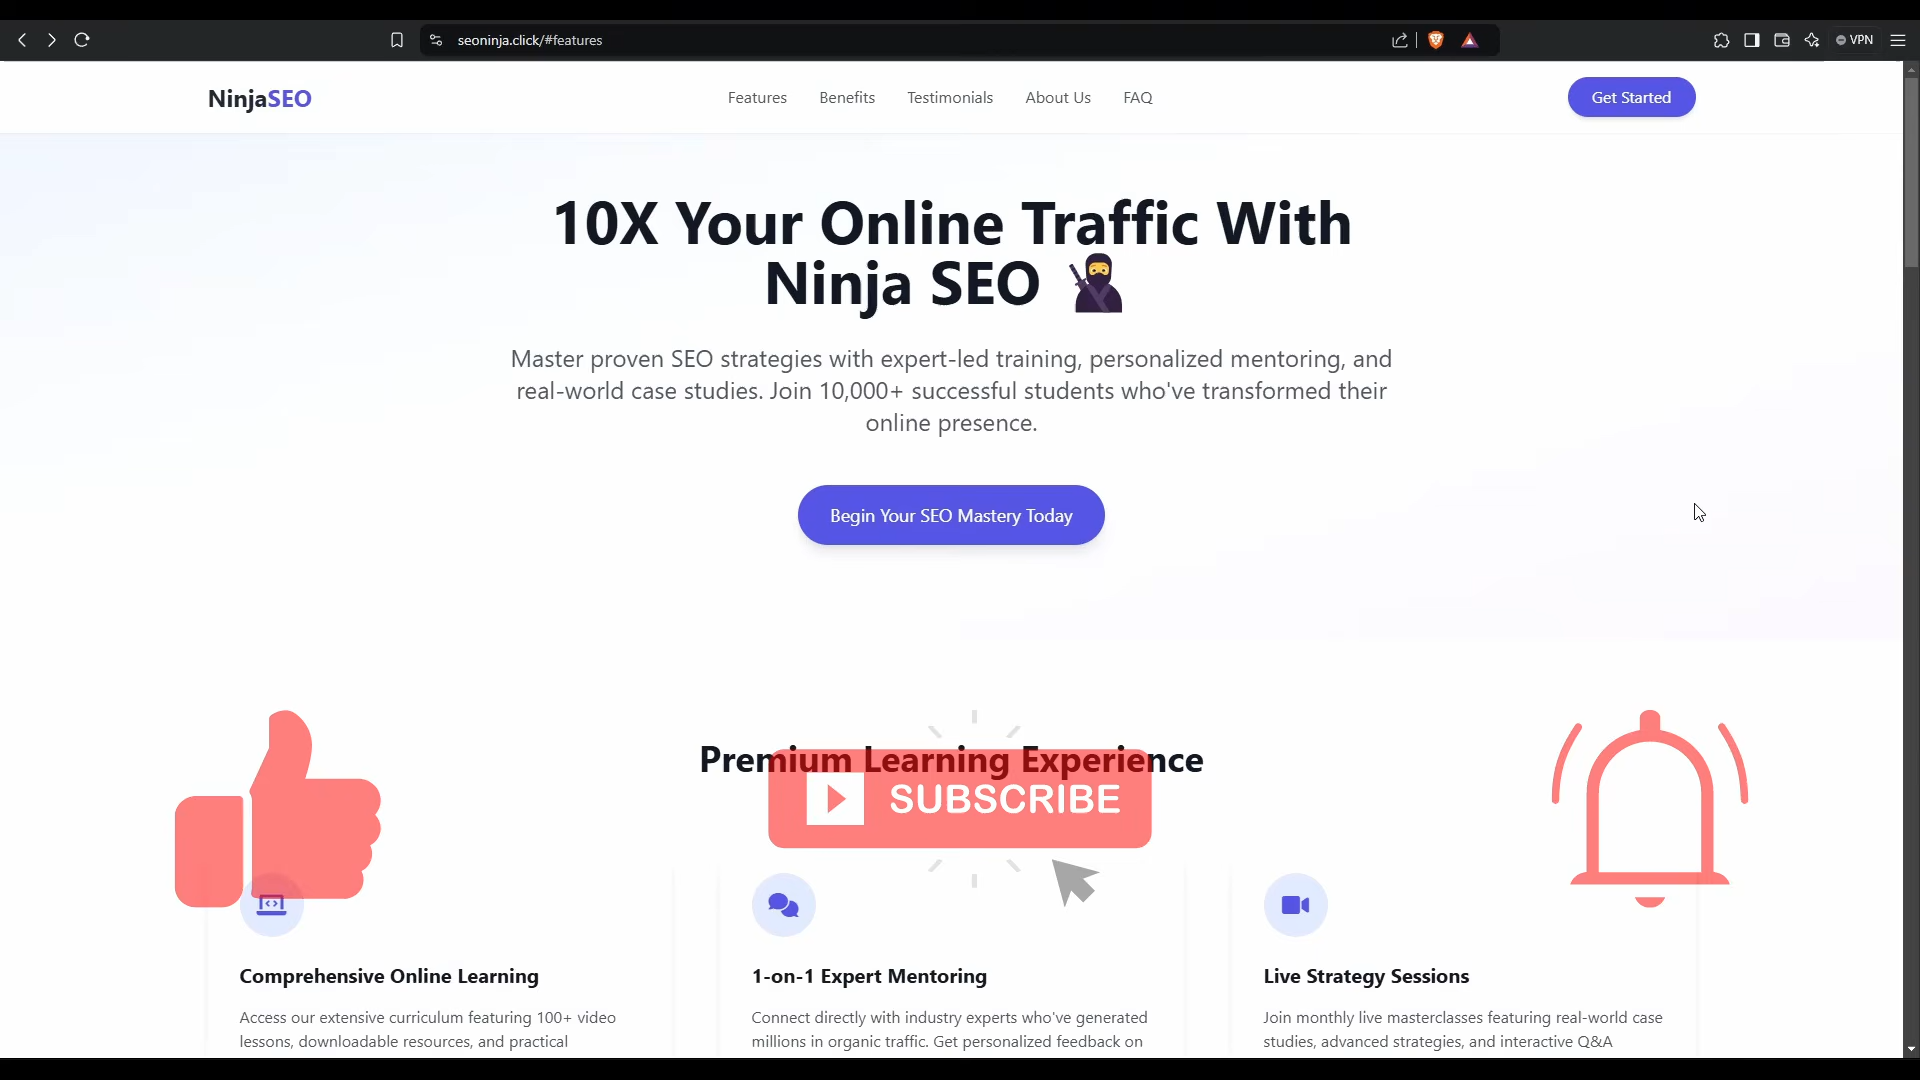 seoninja.click/#features
VPN
NinjaSEO
Features
Benefits
Testimonials
About Us
FAQ
Get Started
10X Your Online Traffic With
Ninja SEO
Master proven SEO strategies with expert-led training, personalized mentoring, and
real-world case studies. Join 10,000+ successful students who've transformed their
online presence.
Begin Your SEO Mastery Today
Premium Learning Experience
SUBSCRIBE
Comprehensive Online Learning
Access our extensive curriculum featuring 100+ video
lessons, downloadable resources, and practical
1-on-1 Expert Mentoring
Connect directly with industry experts who've generated
millions in organic traffic. Get personalized feedback on
Live Strategy Sessions
Join monthly live masterclasses featuring real-world case
studies, advanced strategies, and interactive Q&A